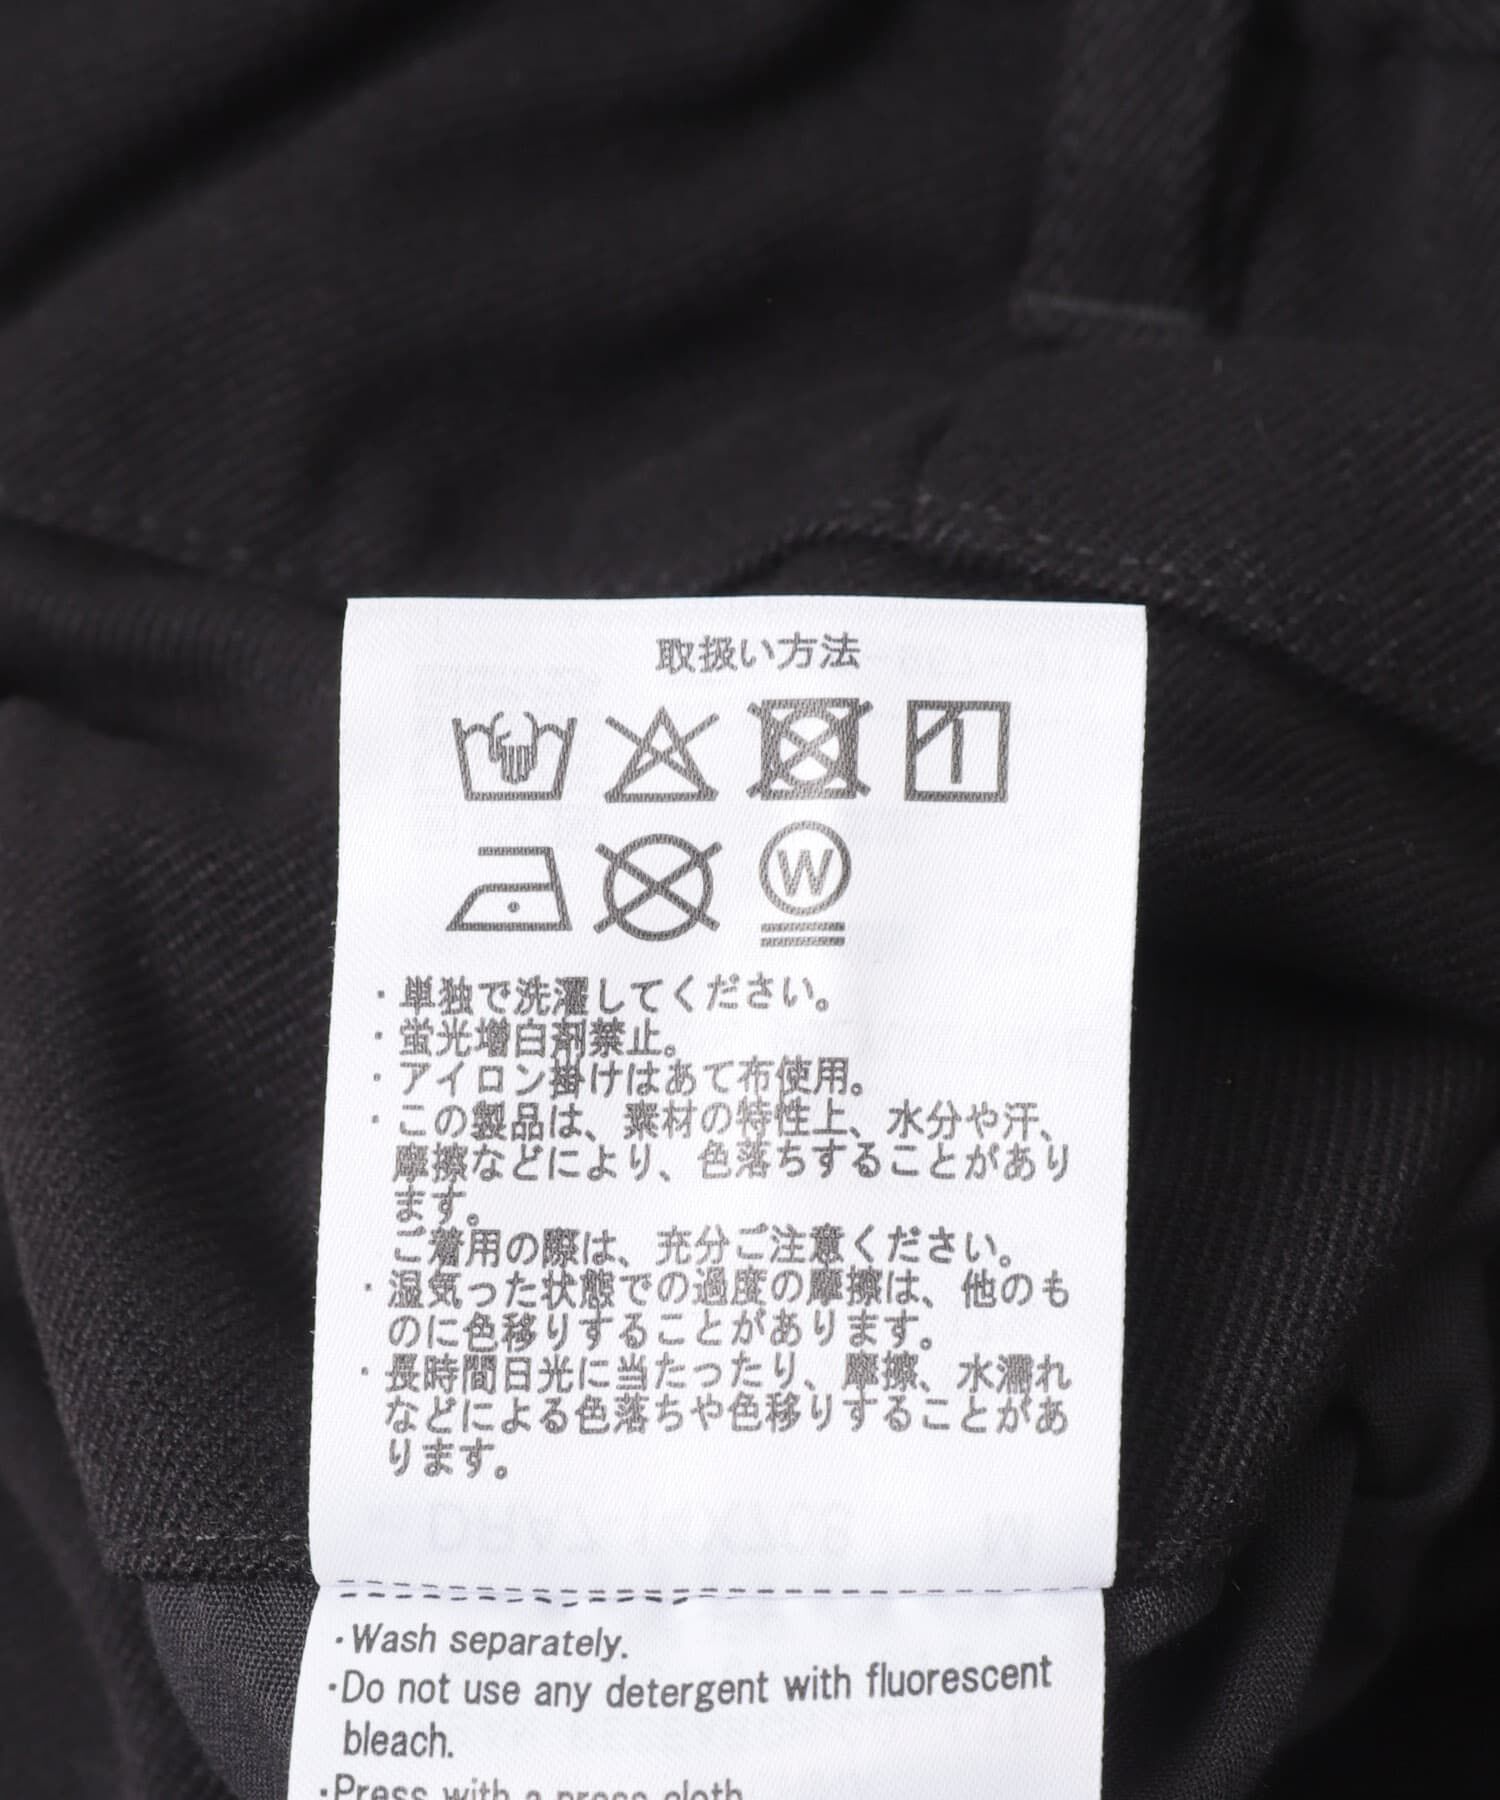 取扱い方法
W
・単独で洗濯してください。
・蛍光増白剤禁止。
・アイロン掛けはあて布使用。
・この製品は、素材の特性上、水分や汗、
摩擦などにより、色落ちすることがあり
ます。
ご着用の際は、充分ご注意ください。
・湿気った状態での過度の摩擦は、他のも
のに色移りすることがあります。
・長時間日光に当たったり、摩擦、水濡れ
などによる色落ちや色移りすることがあ
ります。
・Wash separately.
・Do not use any detergent with fluorescent
bleach.
・Press with a press cloth